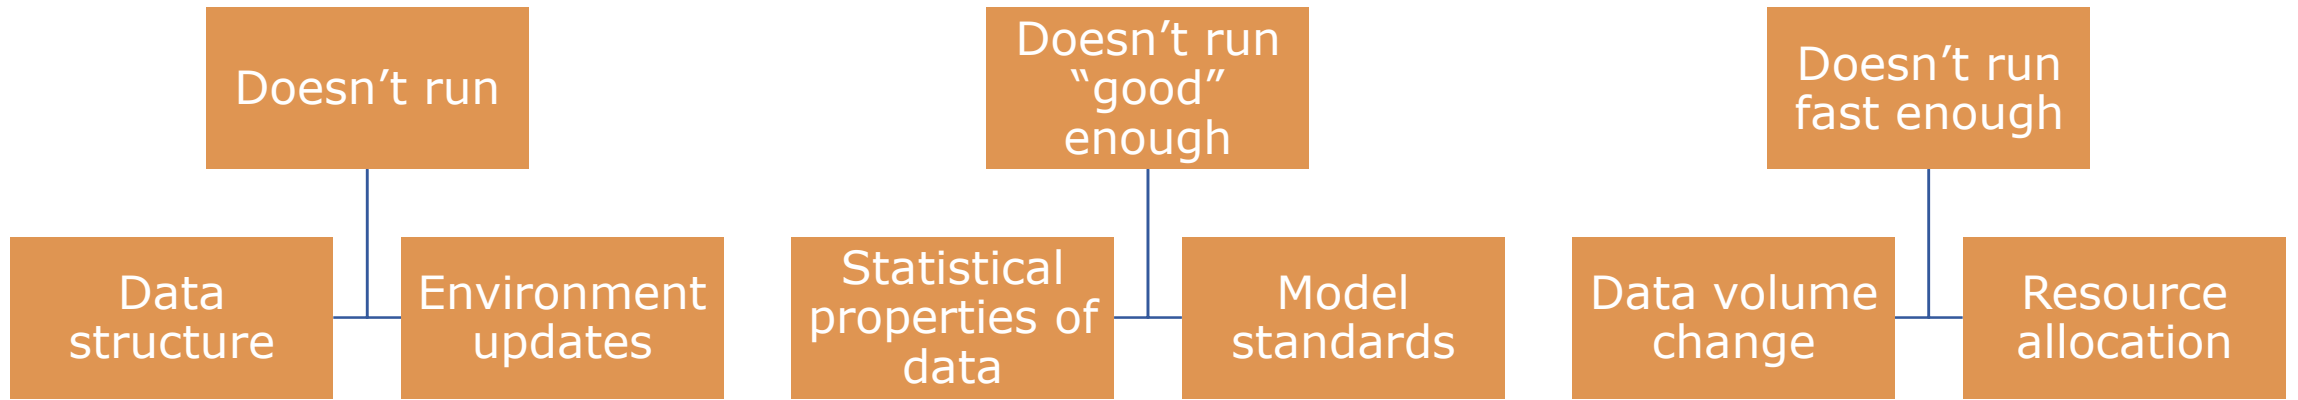 Doesn’t run
Doesn’t run
“good”
enough
Doesn’t run
fast enough
Data
structure
Environment
updates
Statistical
properties of
data
Model
standards
Data volume
change
Resource
allocation